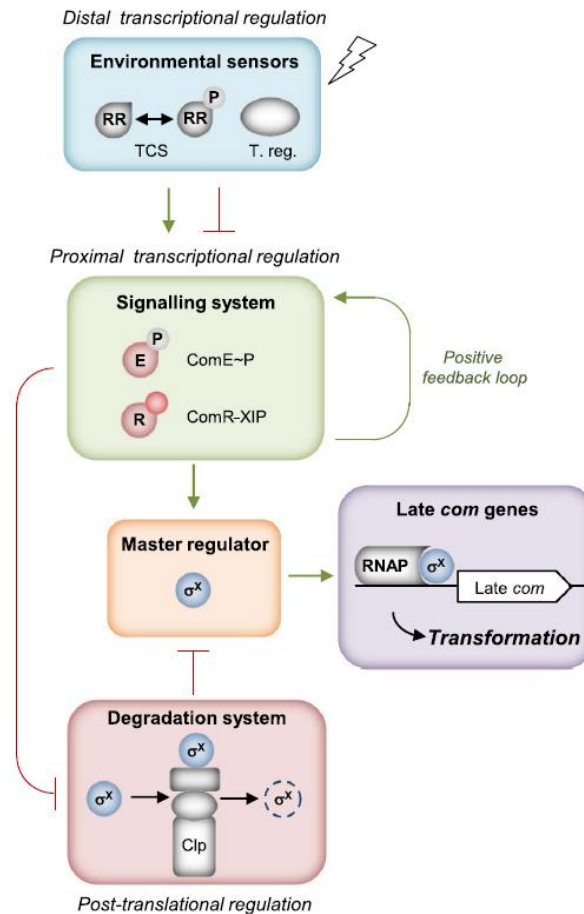 Distal transcriptional regulation
Environmental sensors
P
RR
RR
TCS
T. reg.
Proximal transcriptional regulation
Signalling system
P
E
ComE~P
R
ComR-XIP
Positive
feedback loop
Master regulator
σX
Late com genes
RNAP
σX
Late com
Transformation
Degradation system
σX
σX
σX
Clp
Post-translational regulation